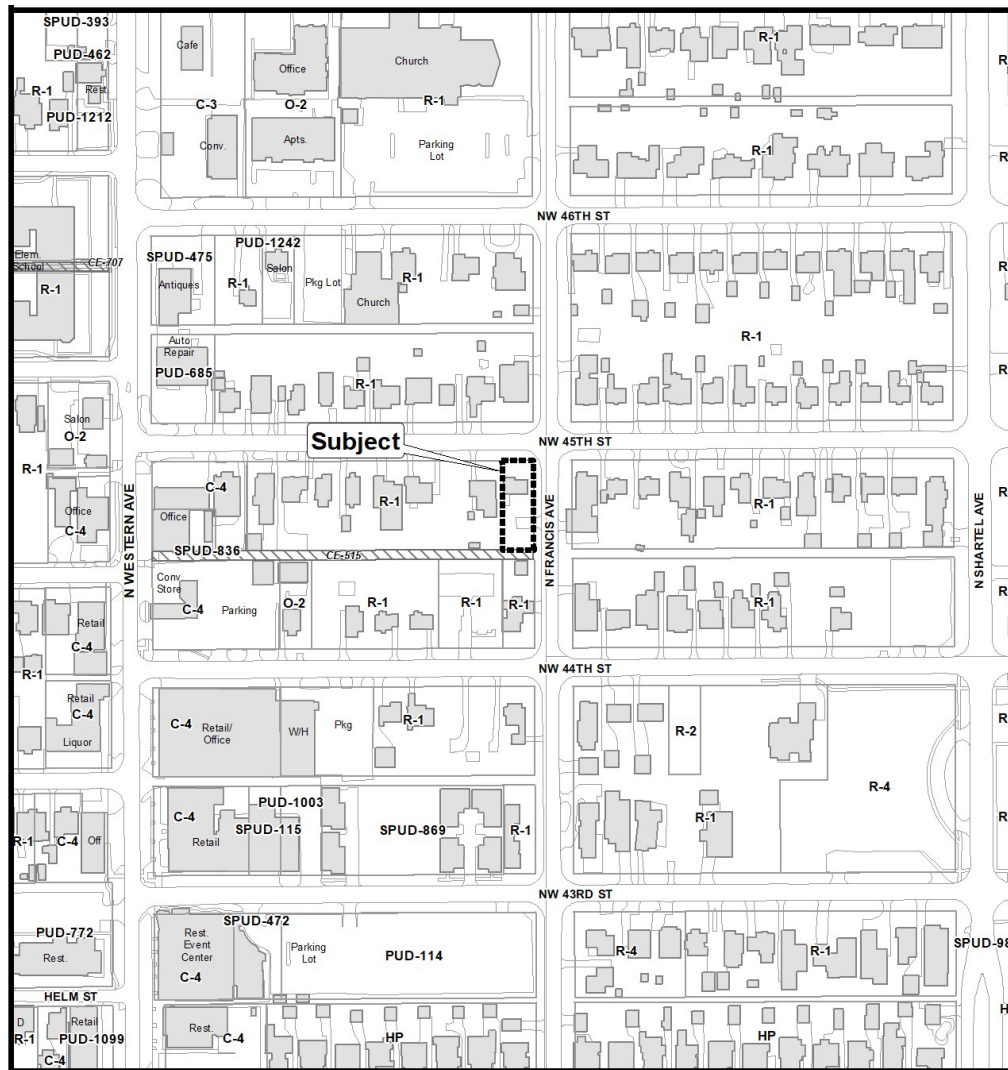 SPUD-393
PUD-462
R-1
Rest.
PUD-1212
Cafe
Office
Church
C-3
O-2
R-1
Conv.
Apts.
Parking
Lot
R-1
R-1
R
R
NW 46TH ST
Elem.
School
CE-707
R-1
SPUD-475
PUD-1242
Salon
R-1
Antiques
Pkg Lot
R-1
Church
R
R-1
Auto
Repair
PUD-685
R-1
R
Subject
NW 45TH ST
Salon
O-2
R-1
Office
C-4
N WESTERN AVE
C-4
Office
R-1
SPUD-836
CE-515
N FRANCIS AVE
R-1
N SHARTEL AVE
R
Conv
Store
C-4
Parking
O-2
R-1
R-1
R-1
R-1
R
Retail
C-4
R-1
NW 44TH ST
Retail
C-4
Liquor
C-4
Retail/
Office
W/H
Pkg
R-1
R-2
R-4
R
R-1
C-4
Off
C-4
Retail
PUD-1003
SPUD-115
SPUD-869
R-1
R-1
R
NW 43RD ST
PUD-772
Rest.
SPUD-472
Rest.
Event
Center
C-4
Parking
Lot
PUD-114
R-4
R-1
SPUD-98
HELM ST
D
R-1
Retail
PUD-1099
C-4
Rest.
C-4
HP
HP
H